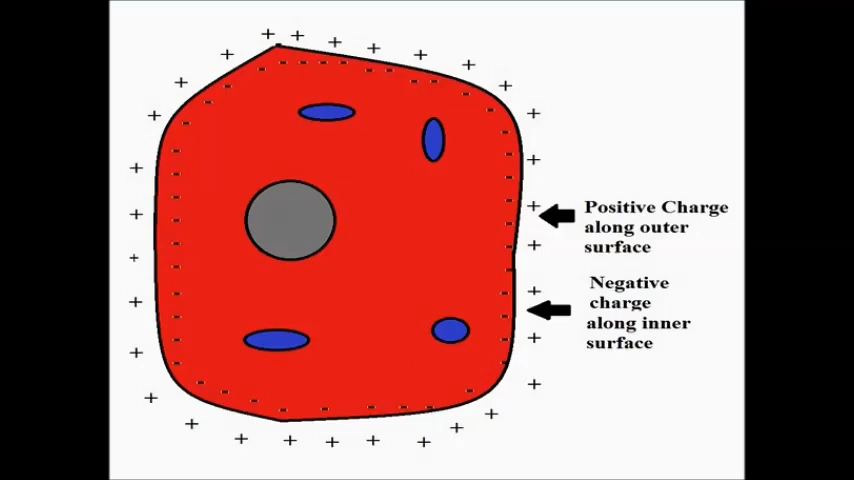 Positive Charge
along outer
surface
Negative
charge
along inner
surface